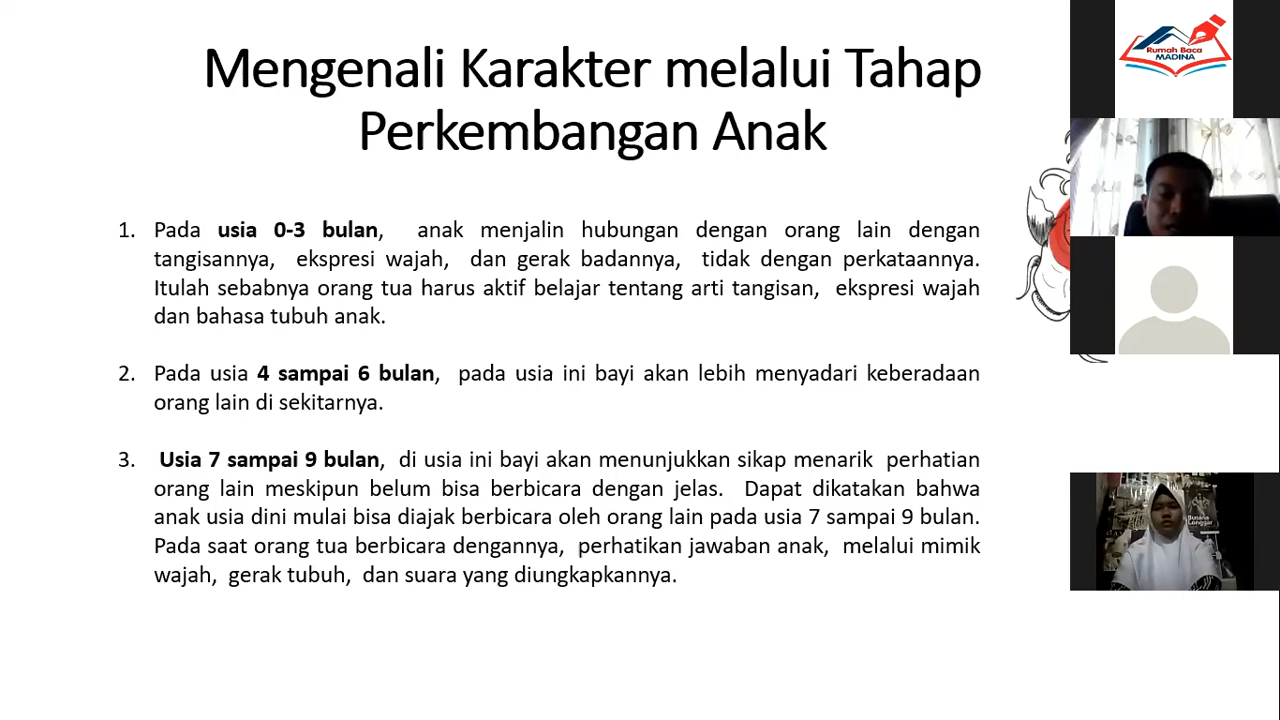 Mengenali Karakter melalui Tahap
Perkembangan Anak
1. Pada usia 0-3 bulan, anak menjalin hubungan dengan orang lain dengan
tangisannya, ekspresi wajah, dan gerak badannya, tidak dengan perkataannya.
Itulah sebabnya orang tua harus aktif belajar tentang arti tangisan, ekspresi wajah
dan bahasa tubuh anak.
2. Pada usia 4 sampai 6 bulan, pada usia ini bayi akan lebih menyadari keberadaan
orang lain di sekitarnya.
3. Usia 7 sampai 9 bulan, di usia ini bayi akan menunjukkan sikap menarik perhatian
orang lain meskipun belum bisa berbicara dengan jelas. Dapat dikatakan bahwa
anak usia dini mulai bisa diajak berbicara oleh orang lain pada usia 7 sampai 9 bulan.
Pada saat orang tua berbicara dengannya, perhatikan jawaban anak, melalui mimik
wajah, gerak tubuh, dan suara yang diungkapkannya.
Rumah Baca
MADINA
Busana
Longgar